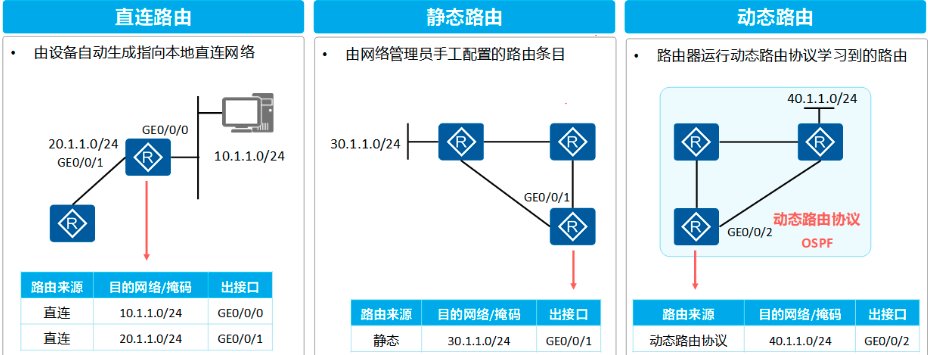 直连路由
• 由设备自动生成指向本地直连网络
GE0/0/0
20.1.1.0/24
GE0/0/1
R
10.1.1.0/24
R
路由来源 目的网络/掩码 出接口
直连 10.1.1.0/24 GE0/0/0
直连 20.1.1.0/24 GE0/0/1
静态路由
• 由网络管理员手工配置的路由条目
30.1.1.0/24
R
R
GE0/0/1
R
路由来源 目的网络/掩码 出接口
静态 30.1.1.0/24 GE0/0/1
动态路由
• 路由器运行动态路由协议学习到的路由
40.1.1.0/24
R
R
R
GE0/0/2
动态路由协议
OSPF
路由来源 目的网络/掩码 出接口
动态路由协议 40.1.1.0/24 GE0/0/2